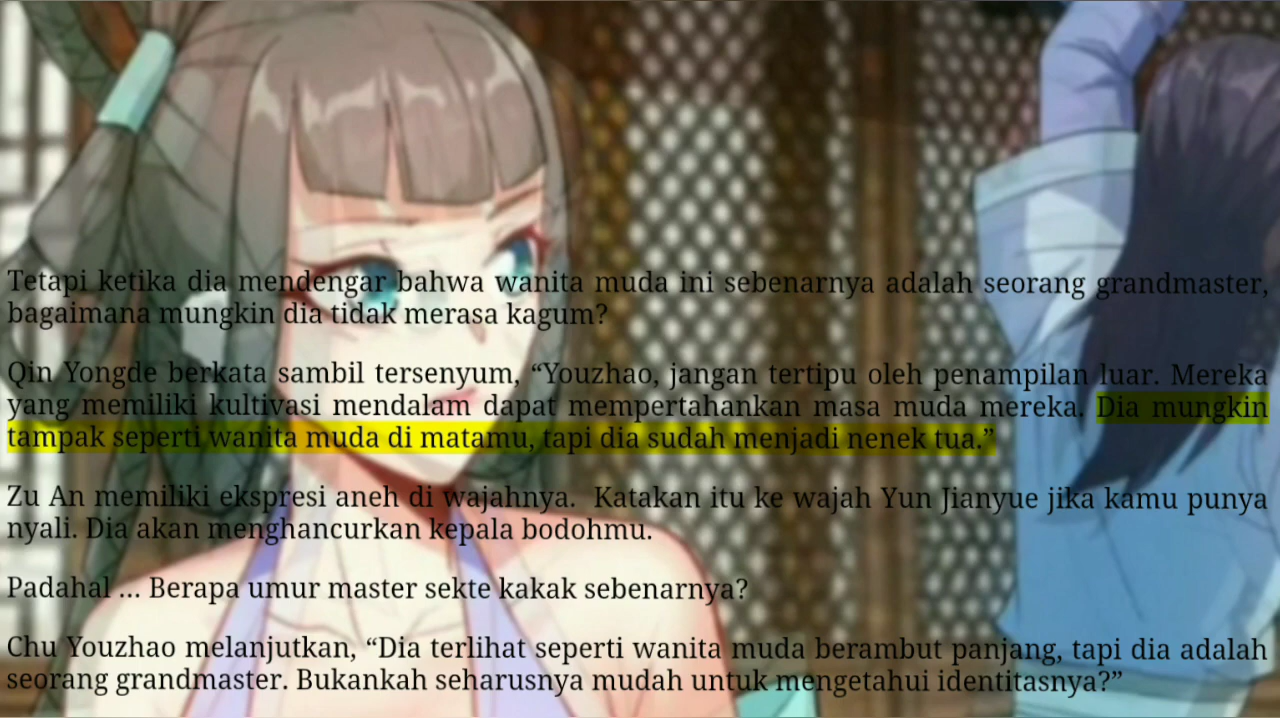 Tetapi ketika dia mendengar bahwa wanita muda ini sebenarnya adalah seorang grandmaster,
bagaimana mungkin dia tidak merasa kagum?
Qin Yongde berkata sambil tersenyum, “Youzhao, jangan tertipu oleh penampilan luar. Mereka
yang memiliki kultivasi mendalam dapat mempertahankan masa muda mereka. Dia mungkin
tampak seperti wanita muda di matamu, tapi dia sudah menjadi nenek tua.”
Zu An memiliki ekspresi aneh di wajahnya. Katakan itu ke wajah Yun Jianyue jika kamu punya
nyali. Dia akan menghancurkan kepala bodohmu.
Padahal ... Berapa umur master sekte kakak sebenarnya?
Chu Youzhao melanjutkan, “Dia terlihat seperti wanita muda berambut panjang, tapi dia adalah
seorang grandmaster. Bukankah seharusnya mudah untuk mengetahui identitasnya?”